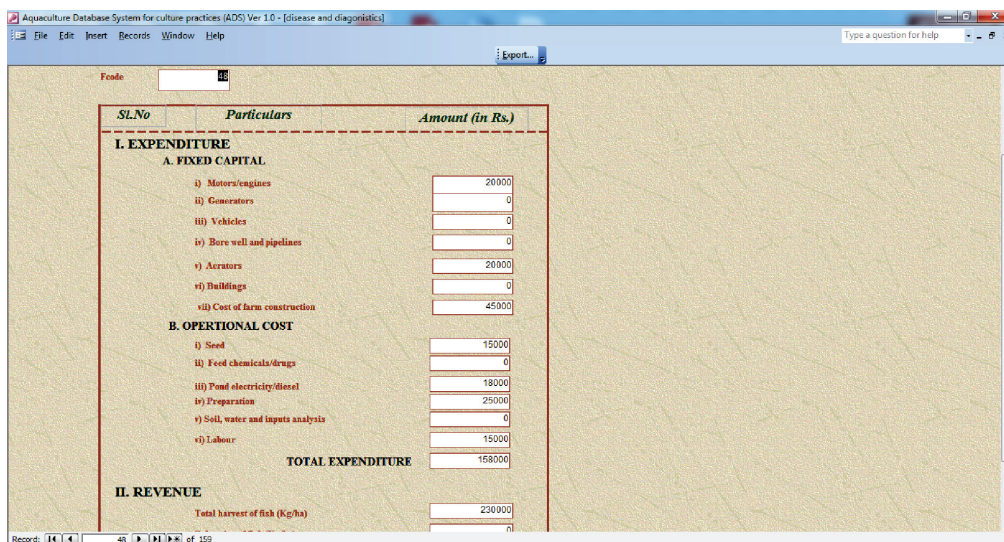 Aquaculture Database System for culture practices (ADS) Ver 1.0 - [disease and diagonistics]
File Edit Insert Records Window Help Type a question for help
Export...
Fcode 48
Sl.No Particulars Amount (in Rs.)
I. EXPENDITURE
A. FIXED CAPITAL
i) Motors/engines 20000
ii) Generators 0
iii) Vehicles 0
iv) Bore well and pipelines 0
v) Aerators 20000
vi) Buildings 0
vii) Cost of farm construction 45000
B. OPERTIONAL COST
i) Seed 15000
ii) Feed chemicals/drugs 0
iii) Pond electricity/diesel 18000
iv) Preparation 25000
v) Soil, water and inputs analysis 0
vi) Labour 15000
TOTAL EXPENDITURE 158000
II. REVENUE
Total harvest of fish (Kg/ha) 230000
0
Record: 48 of 159